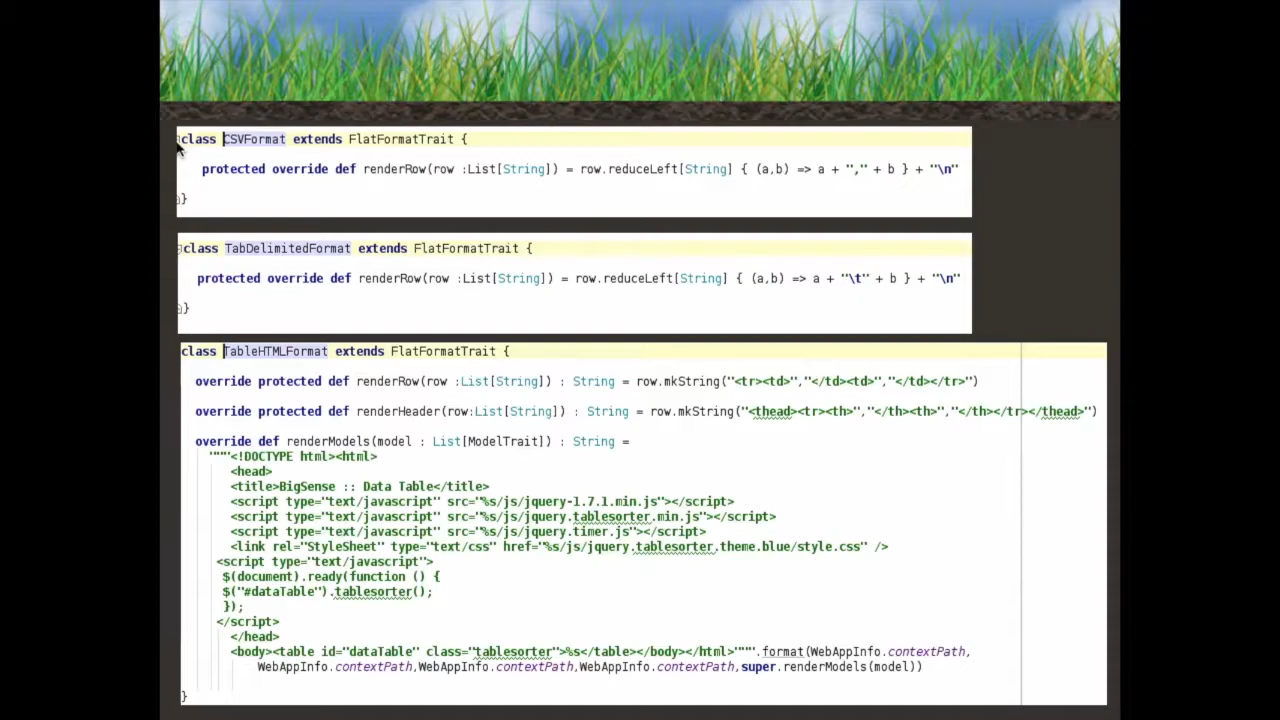 class CSVFormat extends FlatFormatTrait {
protected override def renderRow(row :List[String]) = row.reduceLeft[String] { (a,b) => a + "," + b } + "\n"
}
class TabDelimitedFormat extends FlatFormatTrait {
protected override def renderRow(row :List[String]) = row.reduceLeft[String] { (a,b) => a + "\t" + b } + "\n"
}
class TableHTMLFormat extends FlatFormatTrait {
override protected def renderRow(row :List[String]) : String = row.mkString("<tr><td>","</td><td>","</td></tr>")
override protected def renderHeader(row:List[String]) : String = row.mkString("<thead><tr><th>","</th><th>","</th></tr></thead>")
override def renderModels(model : List[ModelTrait]) : String =
"""<!DOCTYPE html><html>
<head>
<title>BigSense :: Data Table</title>
<script type="text/javascript" src="%s/js/jquery-1.7.1.min.js"></script>
<script type="text/javascript" src="%s/js/jquery.tablesorter.min.js"></script>
<script type="text/javascript" src="%s/js/jquery.timer.js"></script>
<link rel="StyleSheet" type="text/css" href="%s/js/jquery.tablesorter.theme.blue/style.css" />
<script type="text/javascript">
$(document).ready(function () {
$("#dataTable").tablesorter();
});
</script>
</head>
<body><table id="dataTable" class="tablesorter">%s</table></body></html>""".format(WebAppInfo.contextPath,
WebAppInfo.contextPath,WebAppInfo.contextPath,WebAppInfo.contextPath,super.renderModels(model))
}